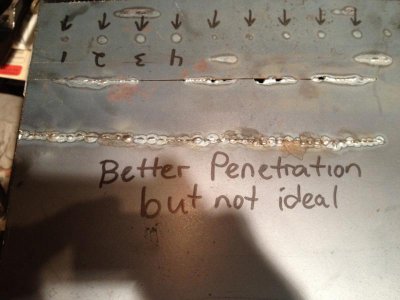 1 2 3 4
Better Penetration
but not ideal